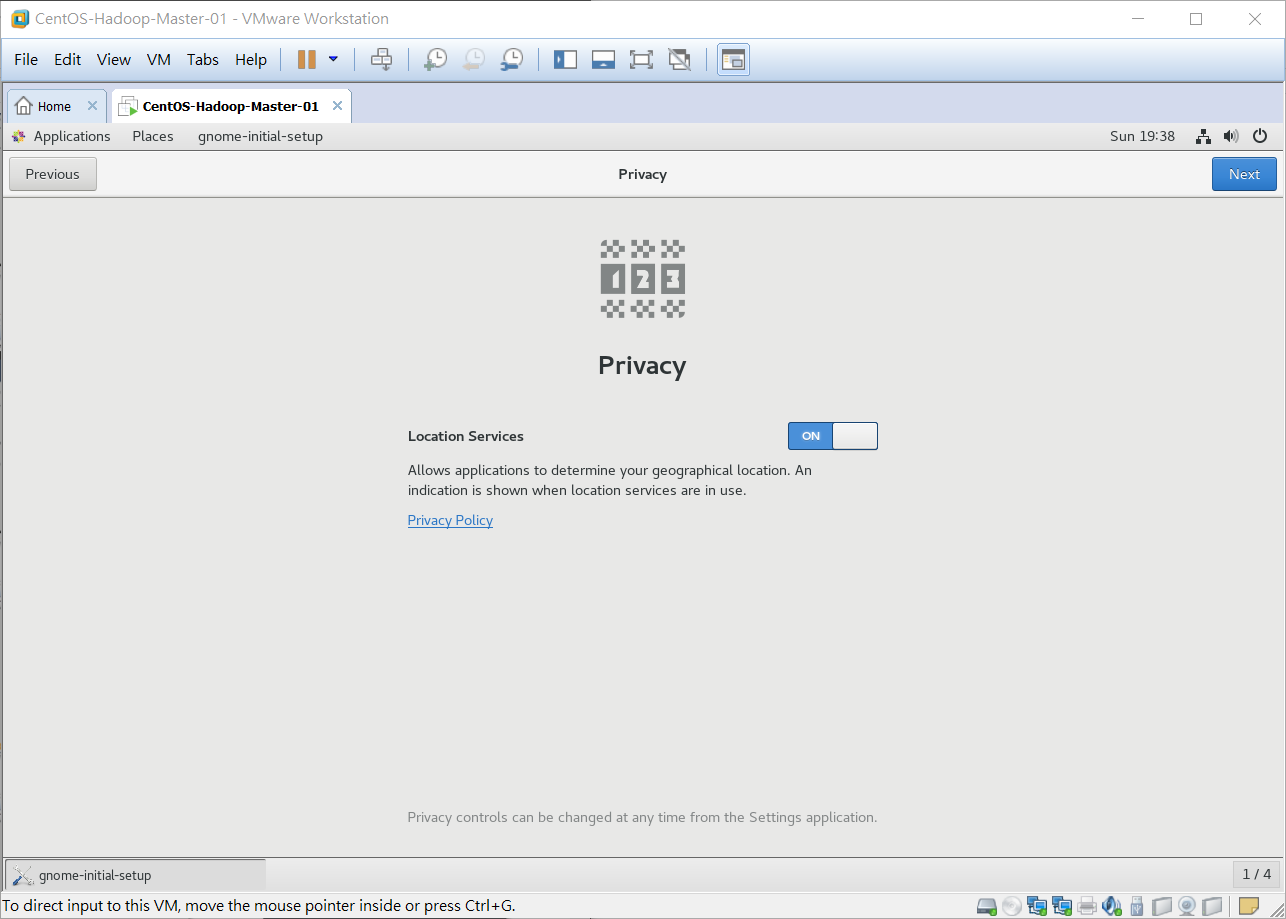 CentOS-Hadoop-Master-01 - VMware Workstation
File Edit View VM Tabs Help
Home CentOS-Hadoop-Master-01
Applications Places gnome-initial-setup Sun 19:38
Previous Privacy Next
1 2 3
Privacy
Location Services ON
Allows applications to determine your geographical location. An
indication is shown when location services are in use.
Privacy Policy
Privacy controls can be changed at any time from the Settings application.
gnome-initial-setup 1 / 4
To direct input to this VM, move the mouse pointer inside or press Ctrl+G.